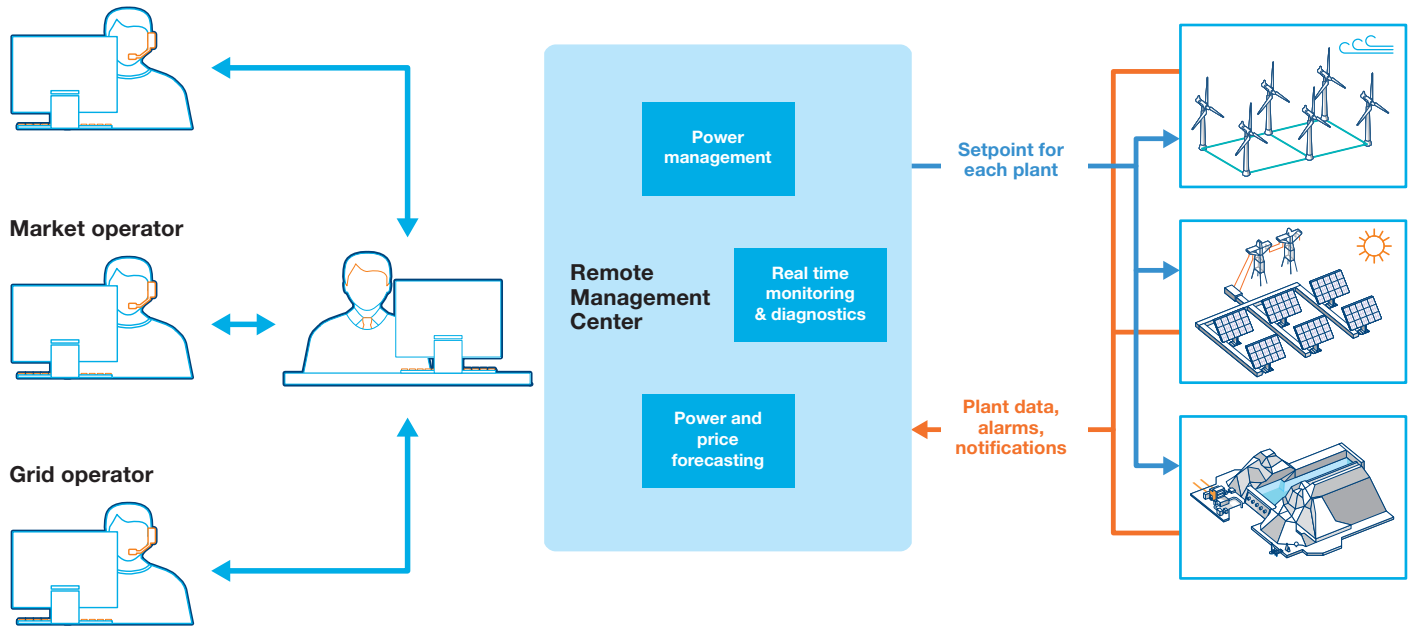 Market operator
Grid operator
Remote
Management
Center
Power
management
Real time
monitoring
& diagnostics
Power and
price
forecasting
Setpoint for
each plant
Plant data,
alarms,
notifications